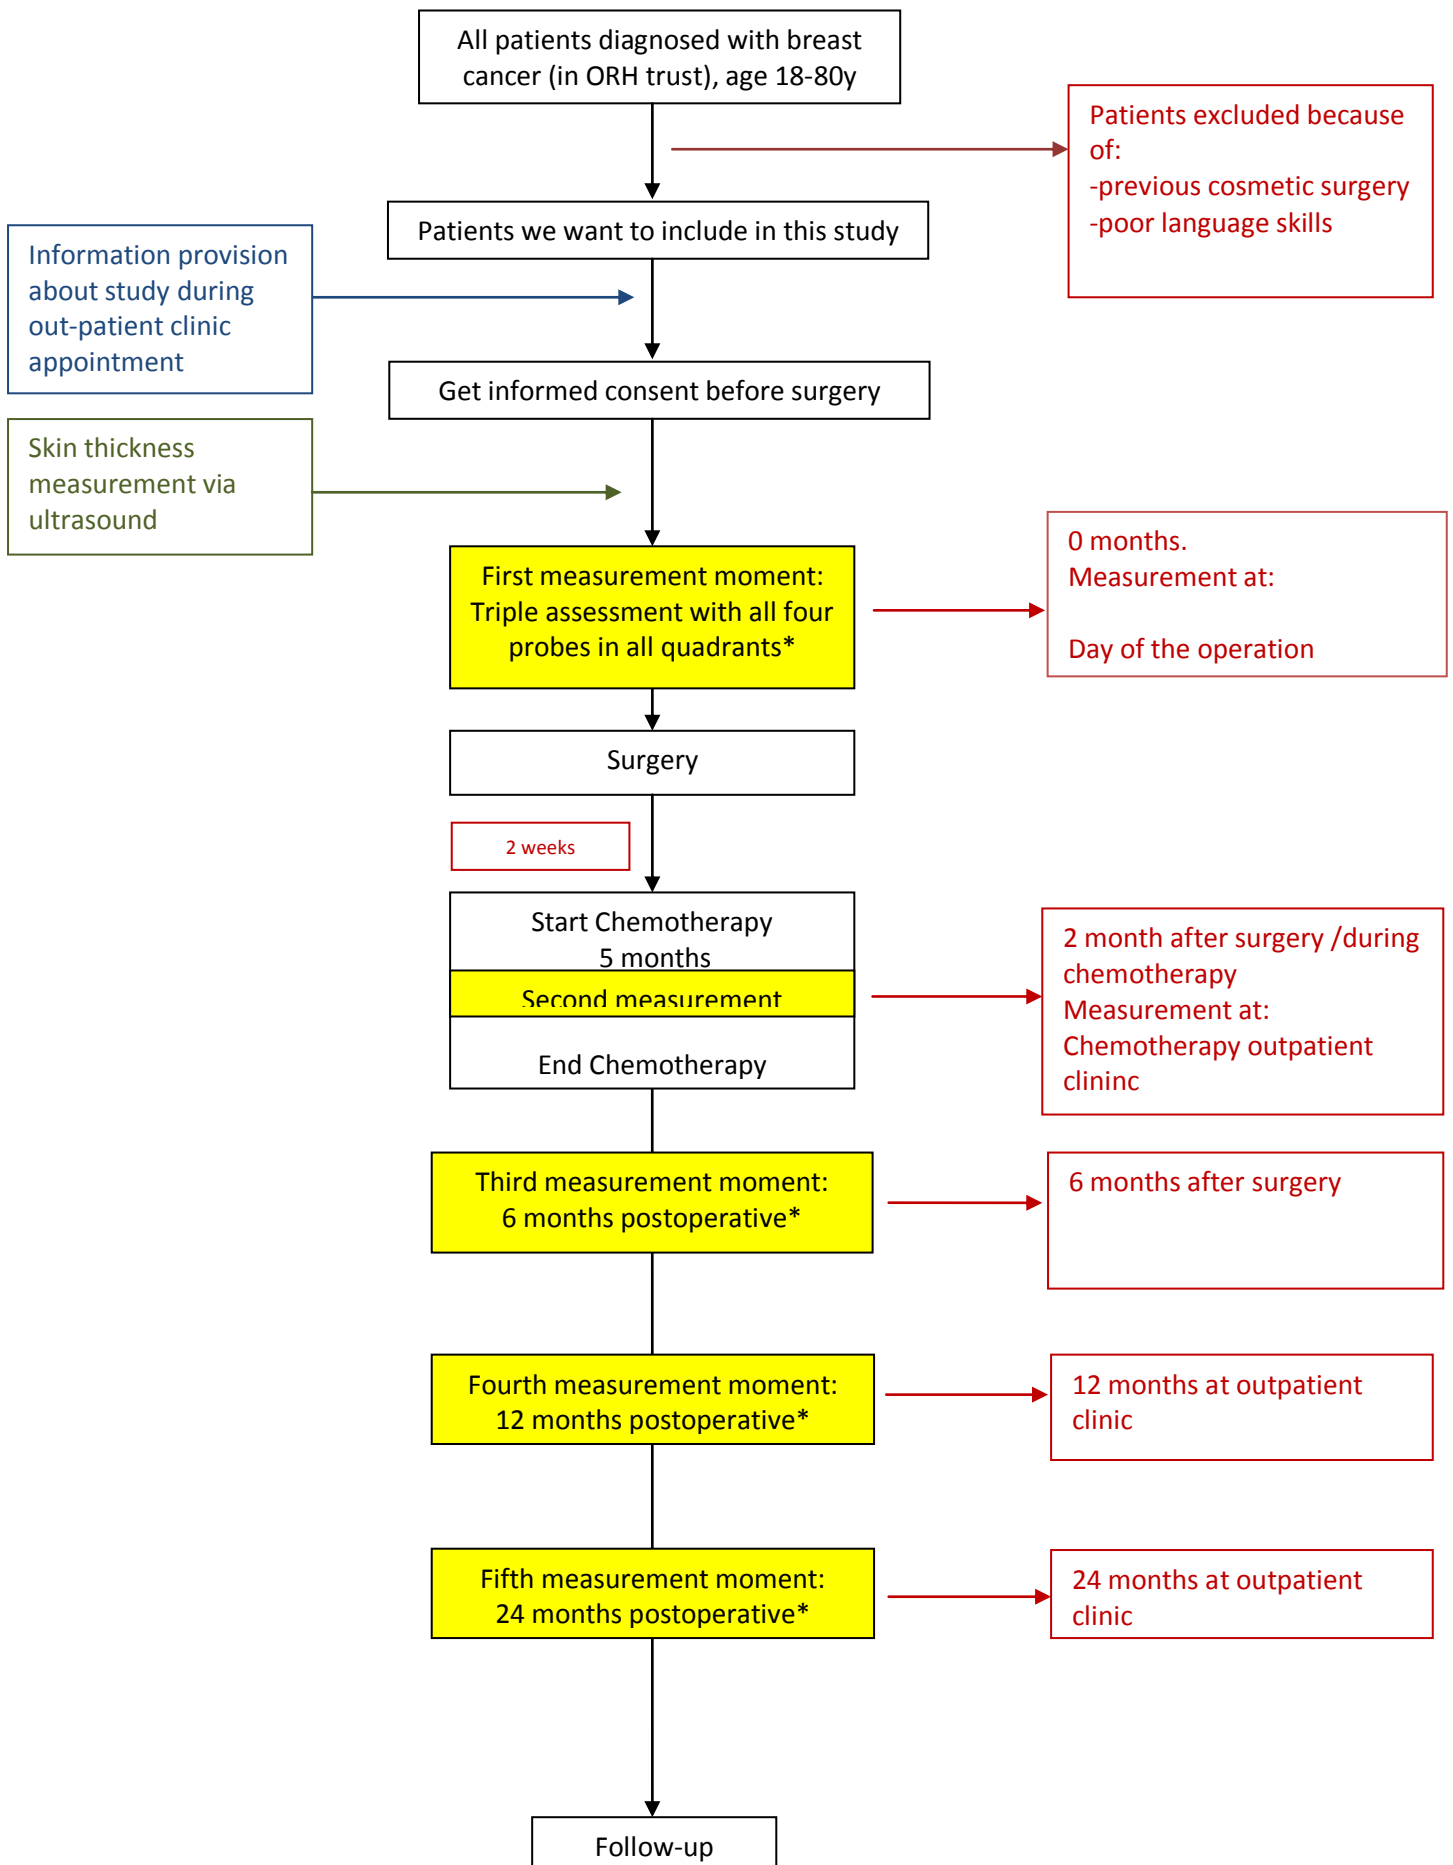 All patients diagnosed with breast
cancer (in ORH trust), age 18-80y
Patients excluded because
of:
-previous cosmetic surgery
-poor language skills
Patients we want to include in this study
Information provision
about study during
out-patient clinic
appointment
Get informed consent before surgery
Skin thickness
measurement via
ultrasound
First measurement moment:
Triple assessment with all four
probes in all quadrants*
0 months.
Measurement at:
Day of the operation
Surgery
2 weeks
Start Chemotherapy
5 months
Second measurement
End Chemotherapy
2 month after surgery /during
chemotherapy
Measurement at:
Chemotherapy outpatient
clininc
Third measurement moment:
6 months postoperative*
6 months after surgery
Fourth measurement moment:
12 months postoperative*
12 months at outpatient
clinic
Fifth measurement moment:
24 months postoperative*
24 months at outpatient
clinic
Follow-up